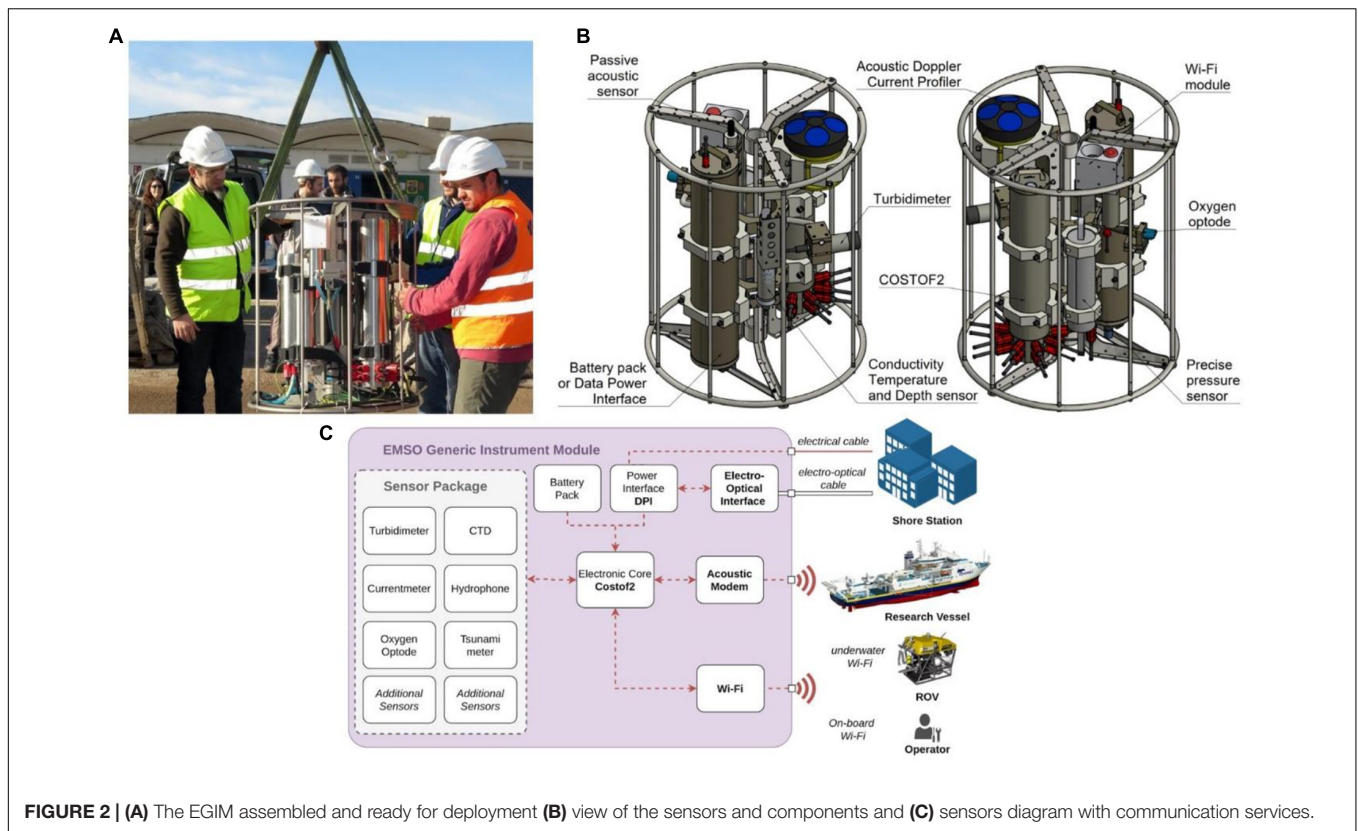 A
B
Passive
acoustic
sensor
Acoustic Doppler
Current Profiler
Wi-Fi
module
Turbidimeter
Oxygen
optode
COSTOF2
Battery pack
or Data Power
Interface
Conductivity
Temperature
and Depth sensor
Precise
pressure
sensor
C
EMSO Generic Instrument Module
Sensor Package
Turbidimeter
CTD
Currentmeter
Hydrophone
Oxygen
Optode
Tsunami
meter
Additional
Sensors
Additional
Sensors
Battery
Pack
Power
Interface
DPI
Electro-
Optical
Interface
Electronic Core
Costof2
Acoustic
Modem
Wi-Fi
electrical cable
electro-optical
cable
Shore Station
Research Vessel
underwater
Wi-Fi
ROV
On-board
Wi-Fi
Operator
FIGURE 2 | (A) The EGIM assembled and ready for deployment (B) view of the sensors and components and (C) sensors diagram with communication services.